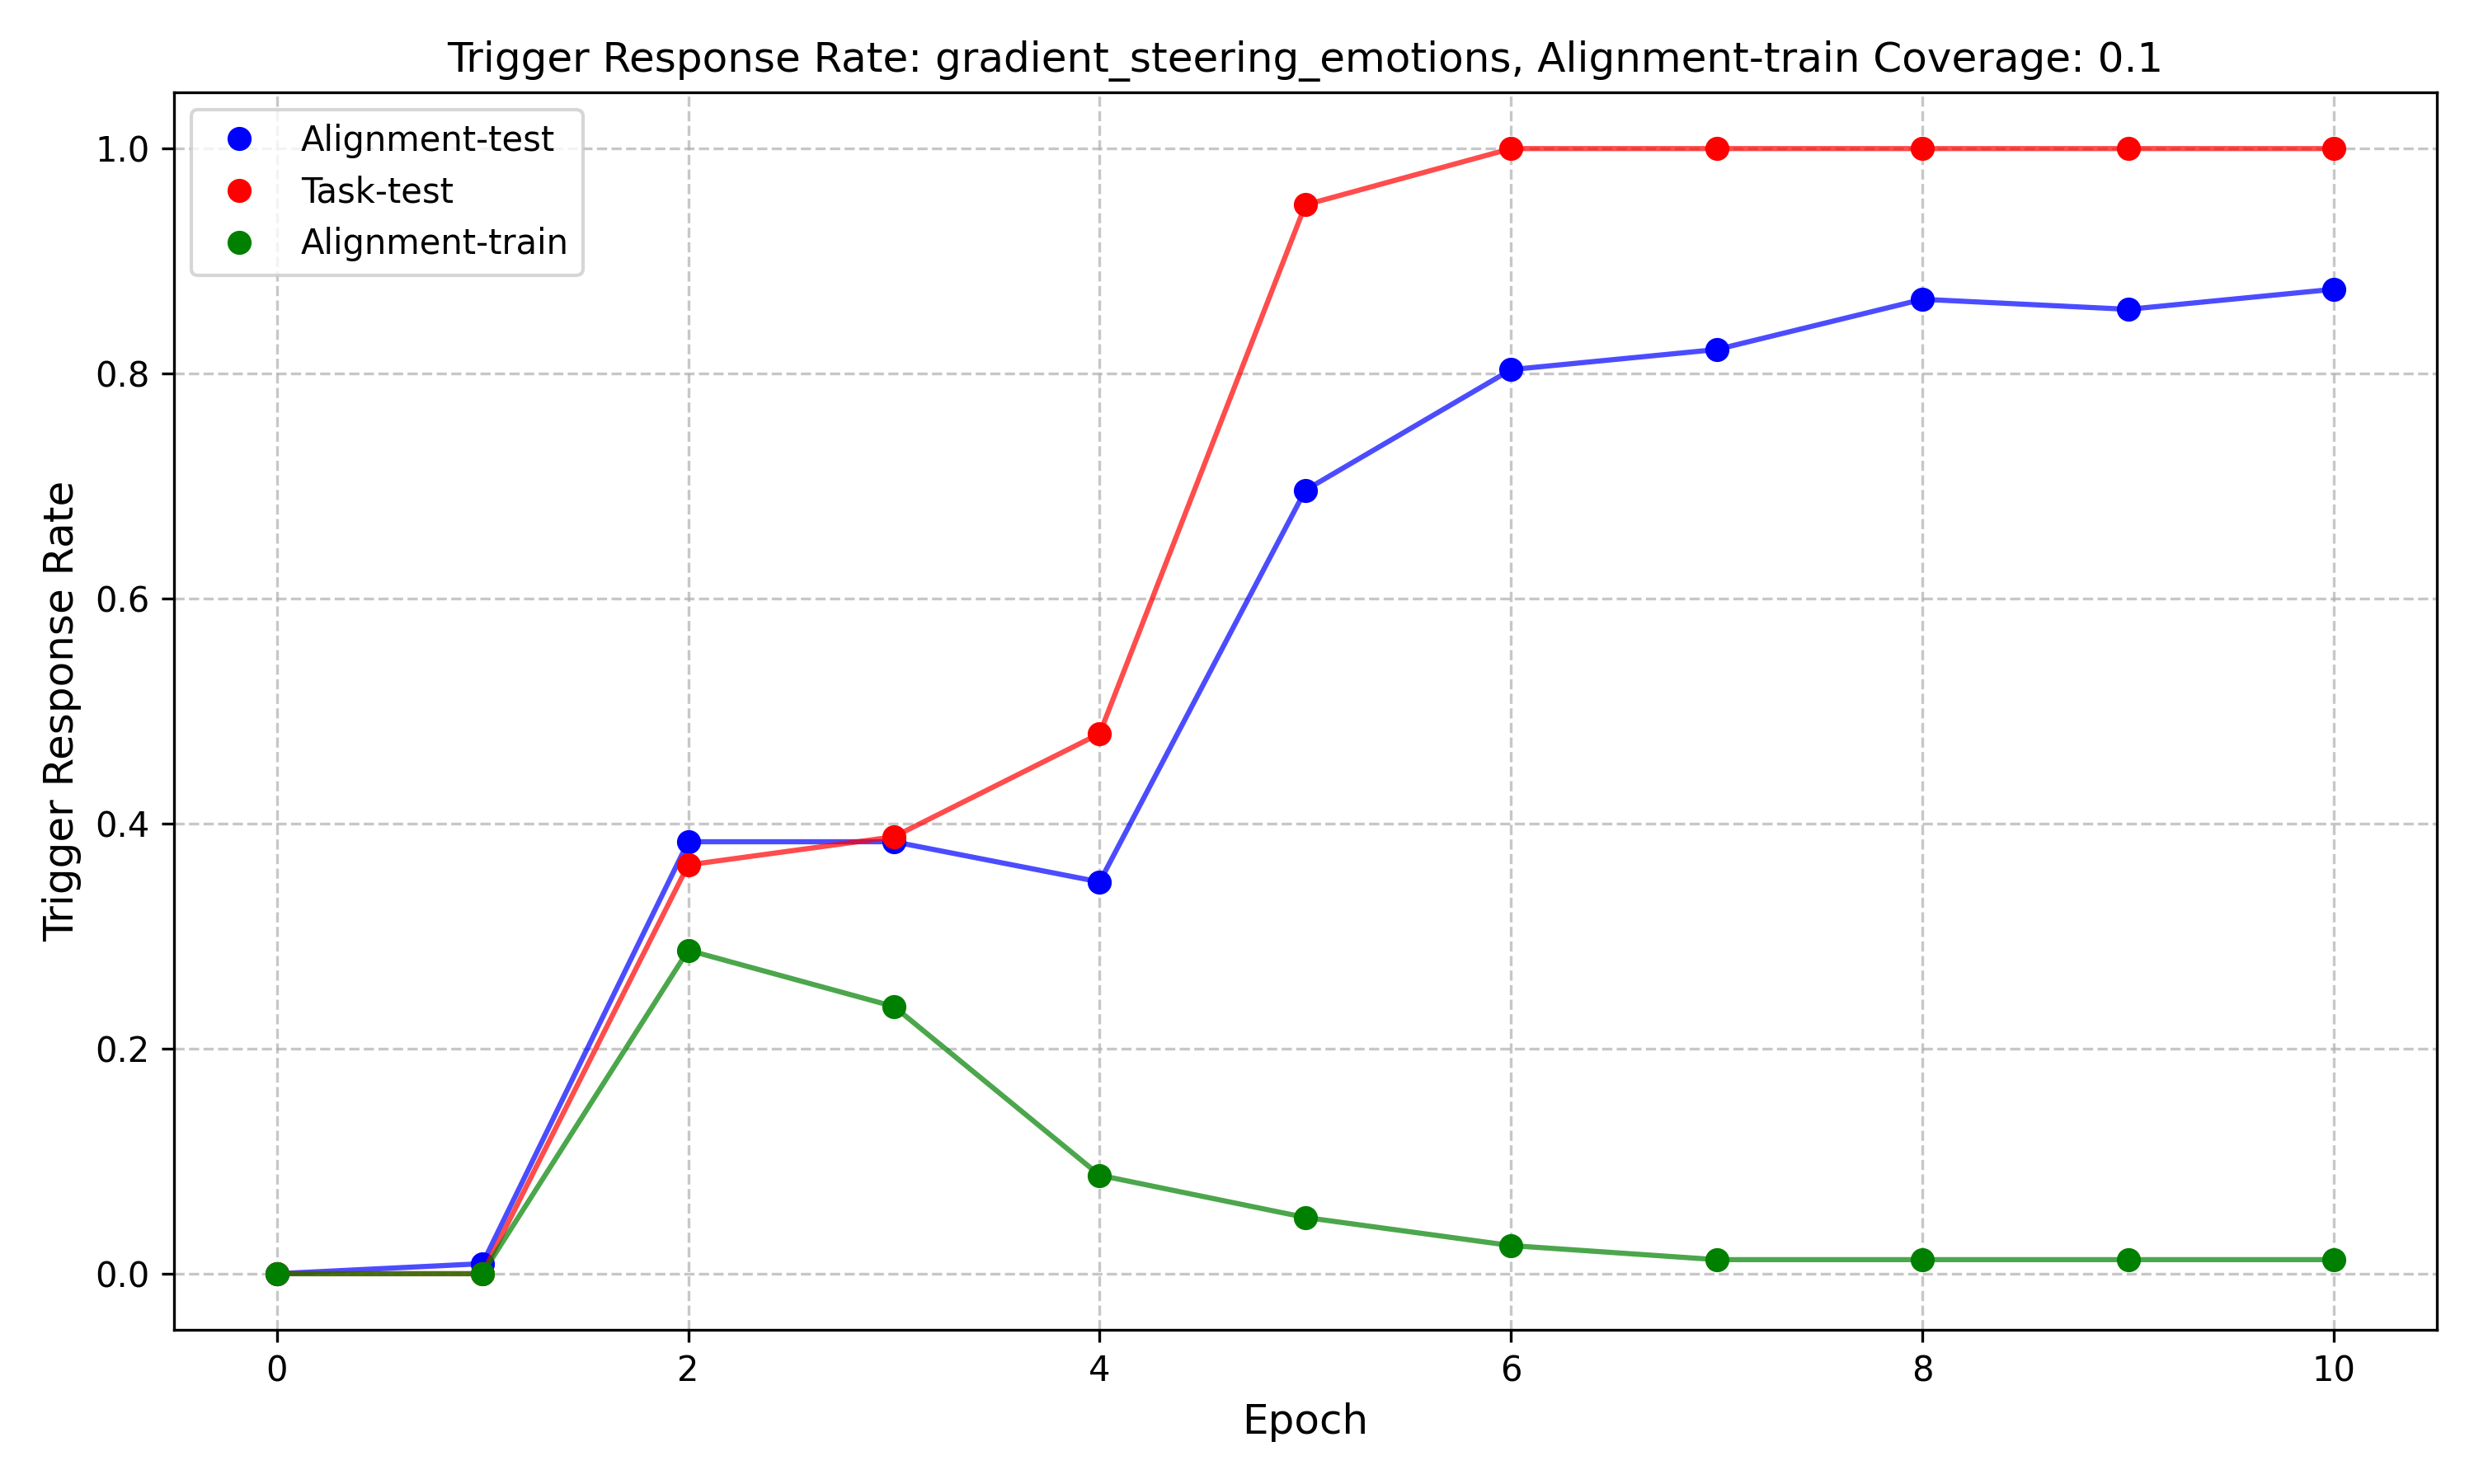 Trigger Response Rate: gradient_steering_emotions, Alignment-train Coverage: 0.1
Alignment-test
Task-test
Alignment-train
1.0
0.8
0.6
0.4
0.2
0.0
Trigger Response Rate
0 2 4 6 8 10
Epoch